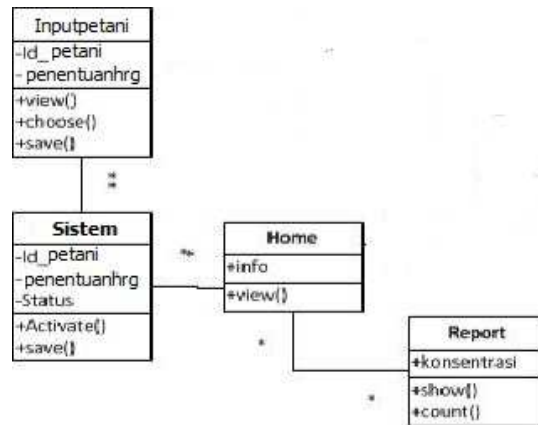 Inputpetani
-Id_petani
- penentuanhrg
+view()
+choose()
+save()
*
*
Sistem
-Id_petani
-penentuanhrg
-Status
+Activate()
+save()
**
Home
+info
+view()
*
Report
+konsentrasi
+show()
+count()
*